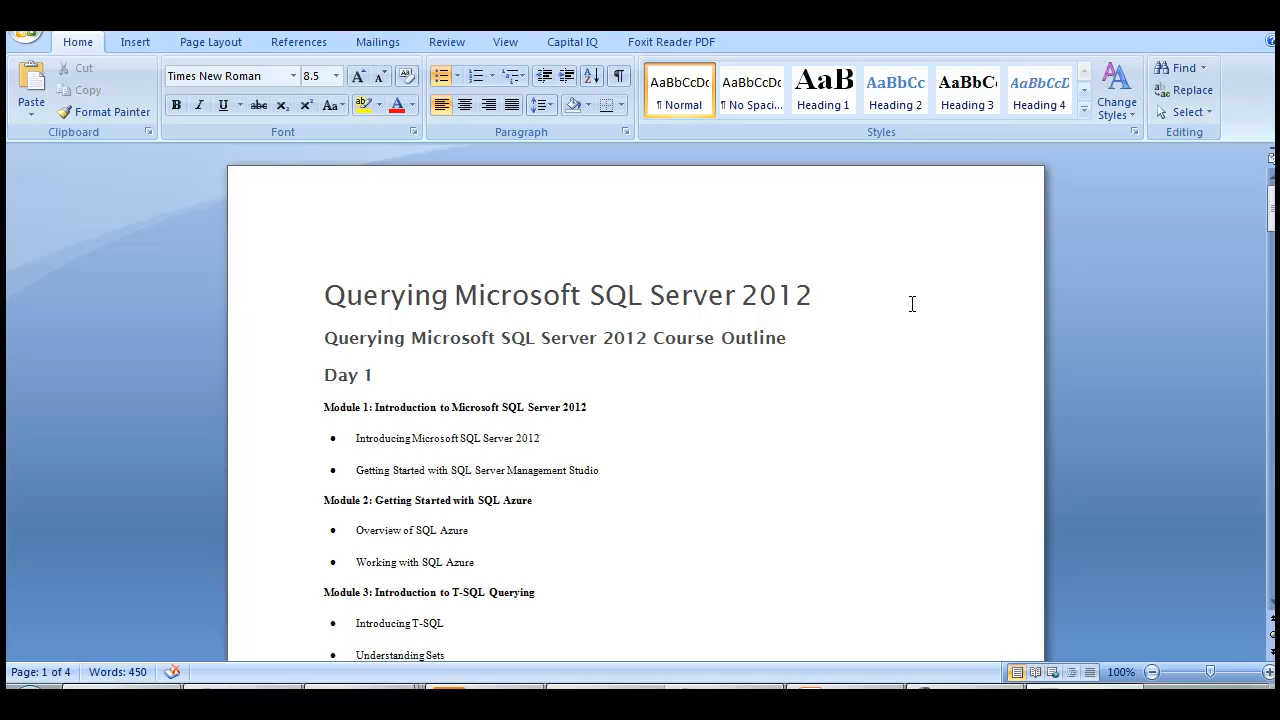 Home Insert Page Layout References Mailings Review View Capital IQ Foxit Reader PDF
Paste
Cut
Copy
Format Painter
Clipboard
Times New Roman 8.5
Font
Paragraph
AaBbCcDc AaBbCcDc AaB AaBbCc AaBbC AaBbCcD
¶ Normal ¶ No Spaci... Heading 1 Heading 2 Heading 3 Heading 4
Change Styles
Styles
Find
Replace
Select
Editing
Querying Microsoft SQL Server 2012
Querying Microsoft SQL Server 2012 Course Outline
Day 1
Module 1: Introduction to Microsoft SQL Server 2012
• Introducing Microsoft SQL Server 2012
• Getting Started with SQL Server Management Studio
Module 2: Getting Started with SQL Azure
• Overview of SQL Azure
• Working with SQL Azure
Module 3: Introduction to T-SQL Querying
• Introducing T-SQL
• Understanding Sets
Page: 1 of 4 Words: 450 100%